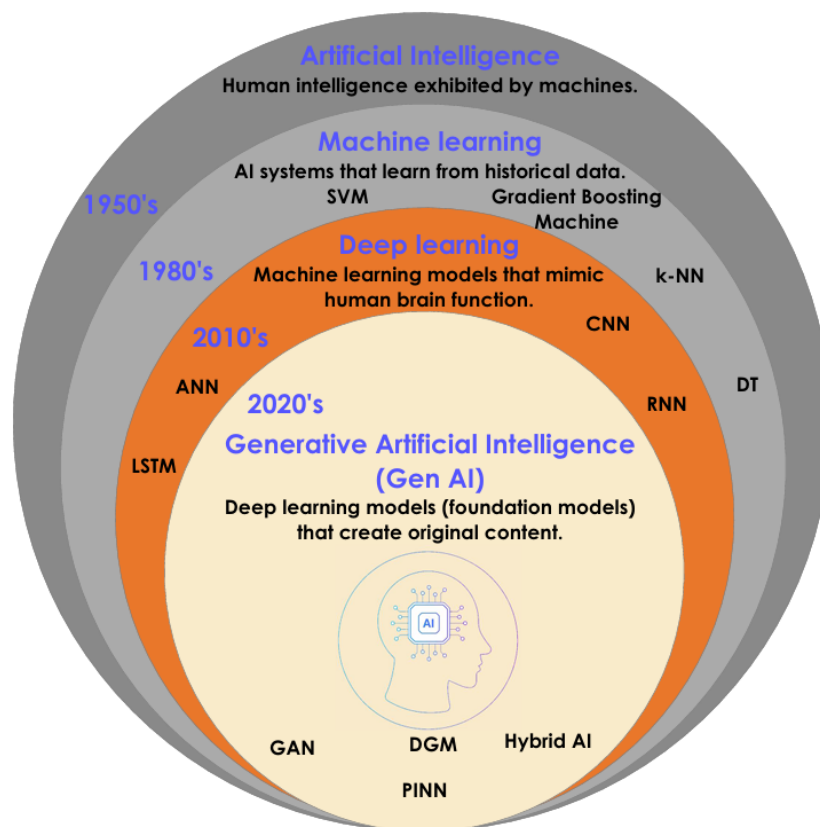 Artificial Intelligence
Human intelligence exhibited by machines.
Machine learning
AI systems that learn from historical data.
1950's
SVM
Gradient Boosting
Machine
Deep learning
1980's
Machine learning models that mimic
human brain function.
k-NN
CNN
2010's
ANN
DT
2020's
RNN
Generative Artificial Intelligence
(Gen AI)
LSTM
Deep learning models (foundation models)
that create original content.
AI
GAN
DGM
Hybrid AI
PINN